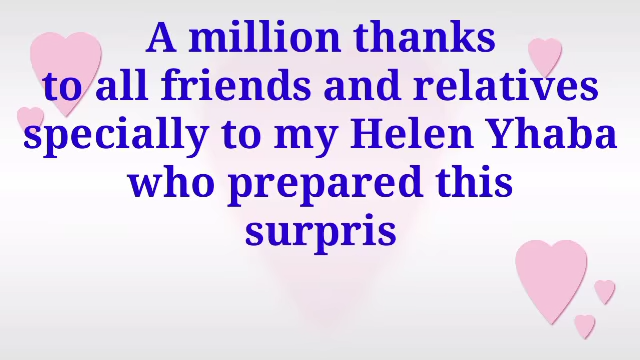 A million thanks
to all friends and relatives
specially to my Helen Yhaba
who prepared this
surpris